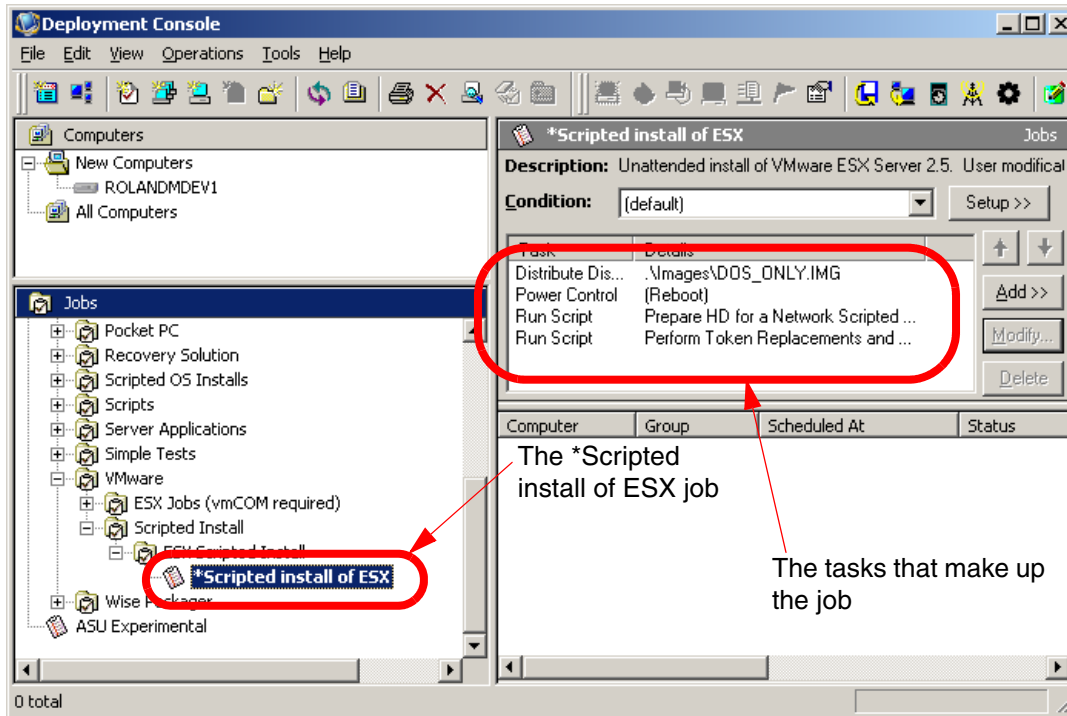 Deployment Console
File Edit View Operations Tools Help
Computers
New Computers
ROLANDMDEV1
All Computers
Jobs
Pocket PC
Recovery Solution
Scripted OS Installs
Scripts
Server Applications
Simple Tests
VMware
ESX Jobs (vmCOM required)
Scripted Install
ESX Scripted Install
*Scripted install of ESX
Wise Packager
ASU Experimental
*Scripted install of ESX Jobs
Description: Unattended install of VMware ESX Server 2.5. User modificat
Condition: (default) Setup >>
Task Details
Distribute Dis... .\Images\DOS_ONLY.IMG
Power Control (Reboot)
Run Script Prepare HD for a Network Scripted ...
Run Script Perform Token Replacements and ...
Add >>
Modify...
Delete
Computer Group Scheduled At Status
The *Scripted
install of ESX job
The tasks that make up
the job
0 total